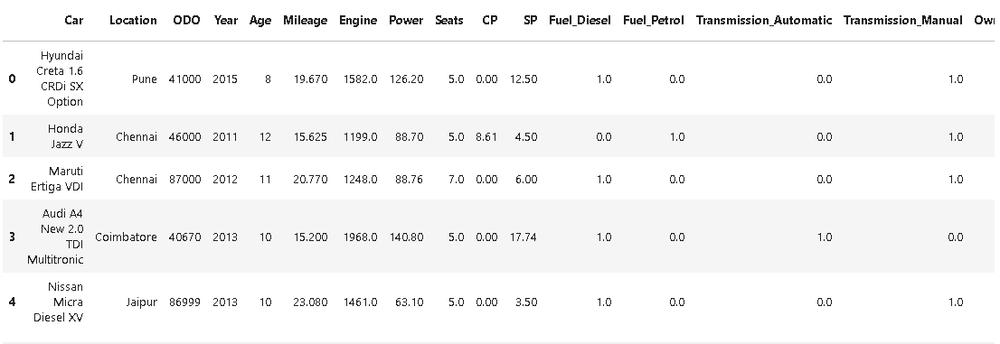 Car Location ODO Year Age Mileage Engine Power Seats CP SP Fuel_Diesel Fuel_Petrol Transmission_Automatic Transmission_Manual
0 Hyundai Creta 1.6 CRDi SX Option Pune 41000 2015 8 19.670 1582.0 126.20 5.0 0.00 12.50 1.0 0.0 0.0 1.0
1 Honda Jazz V Chennai 46000 2011 12 15.625 1199.0 88.70 5.0 8.61 4.50 0.0 1.0 0.0 1.0
2 Maruti Ertiga VDI Chennai 87000 2012 11 20.770 1248.0 88.76 7.0 0.00 6.00 1.0 0.0 0.0 1.0
3 Audi A4 New 2.0 TDI Multitronic Coimbatore 40670 2013 10 15.200 1968.0 140.80 5.0 0.00 17.74 1.0 0.0 1.0 0.0
4 Nissan Micra Diesel XV Jaipur 86999 2013 10 23.080 1461.0 63.10 5.0 0.00 3.50 1.0 0.0 0.0 1.0